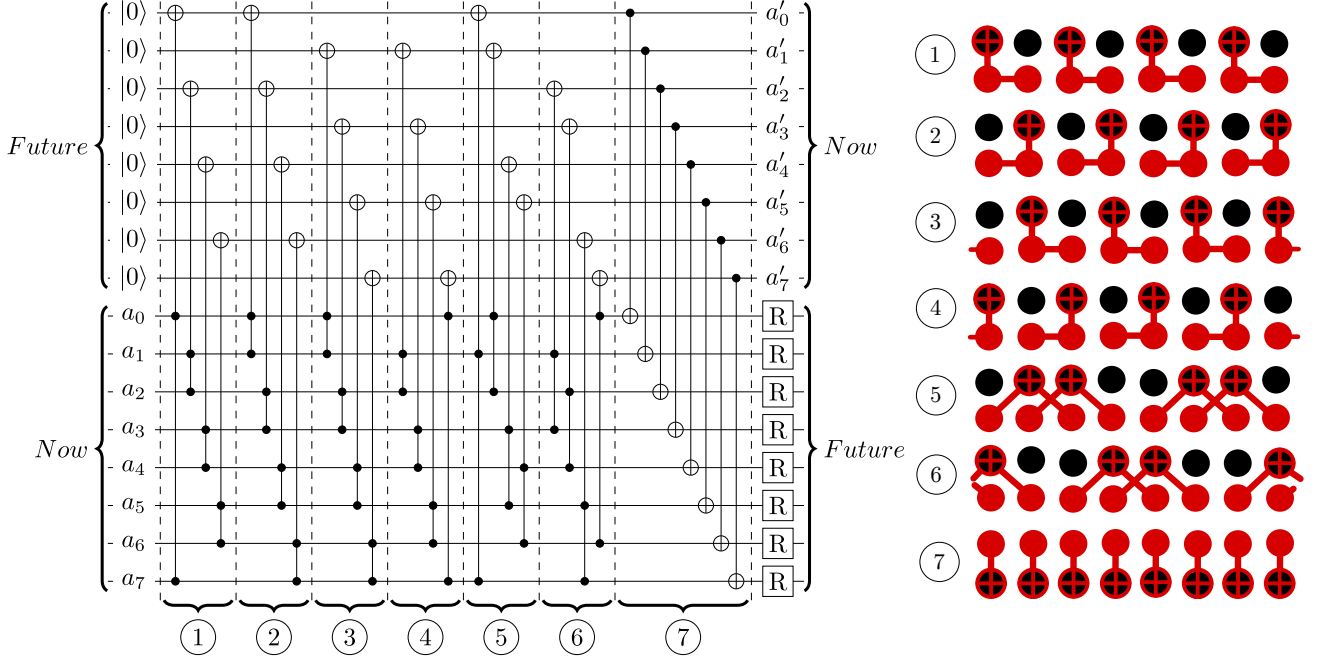 |0⟩ a′₀
|0⟩ a′₁
|0⟩ a′₂
|0⟩ a′₃
Future Now
|0⟩ a′₄
|0⟩ a′₅
|0⟩ a′₆
|0⟩ a′₇
a₀ R
a₁ R
a₂ R
a₃ R
Now Future
a₄ R
a₅ R
a₆ R
a₇ R
1 2 3 4 5 6 7
1
2
3
4
5
6
7